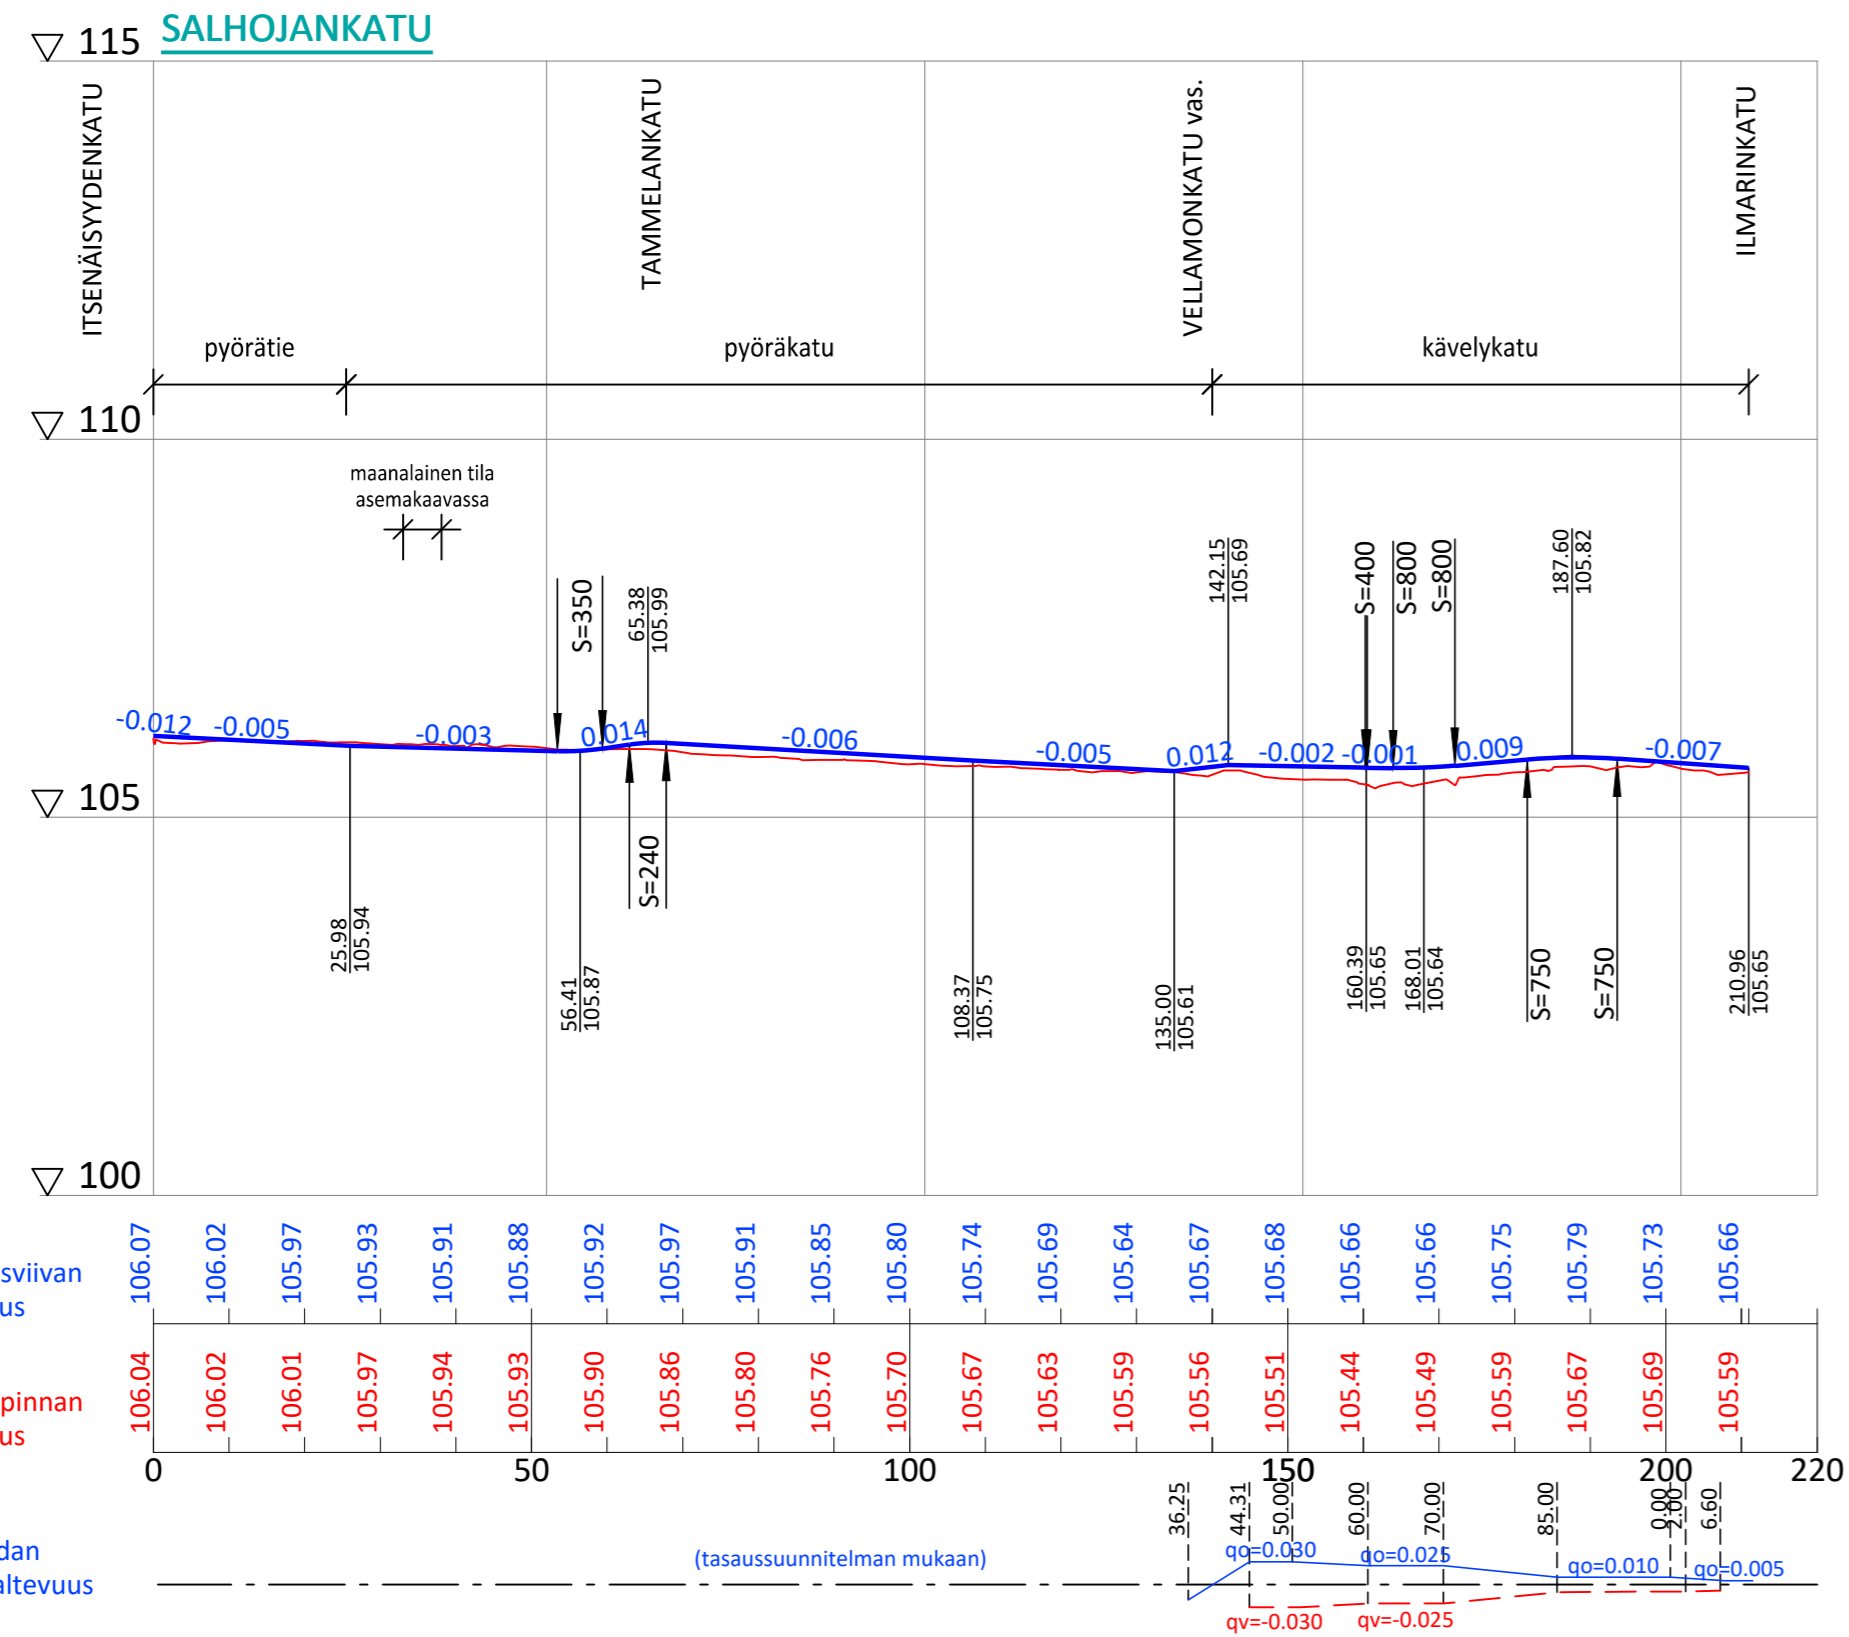 SALHOJANKATU
115
ITSENÄISYYDENKATU
TAMMELANKATU
VELLAMONKATU vas.
ILMARINKATU
pyörätie
pyöräkatu
kävelykatu
110
maanalainen tila
asemakaavassa
S=350
65.38
105.99
142.15
105.69
S=400
S=800
S=800
187.60
105.82
-0.012
-0.005
-0.003
0.014
-0.006
-0.005
0.012
-0.002
-0.001
0.009
-0.007
105
S=240
25.98
105.94
56.41
105.87
108.37
105.75
135.00
105.61
160.39
105.65
168.01
105.64
S=750
S=750
210.96
105.65
100
sviivan
us
106.07 106.02 105.97 105.93 105.91 105.88 105.92 105.97 105.91 105.85 105.80 105.74 105.69 105.64 105.67 105.68 105.66 105.66 105.75 105.79 105.73 105.66
pinnan
us
106.04 106.02 106.01 105.97 105.94 105.93 105.90 105.86 105.80 105.76 105.70 105.67 105.63 105.59 105.56 105.51 105.44 105.49 105.59 105.67 105.69 105.59
0 50 100 150 200 220
36.25 44.31 50.00 60.00 70.00 85.00 0.00 2.00 6.60
dan
altevuus
(tasaussuunnitelman mukaan)
qo=0.030 qo=0.025 qo=0.010 qo=0.005
qv=-0.030 qv=-0.025